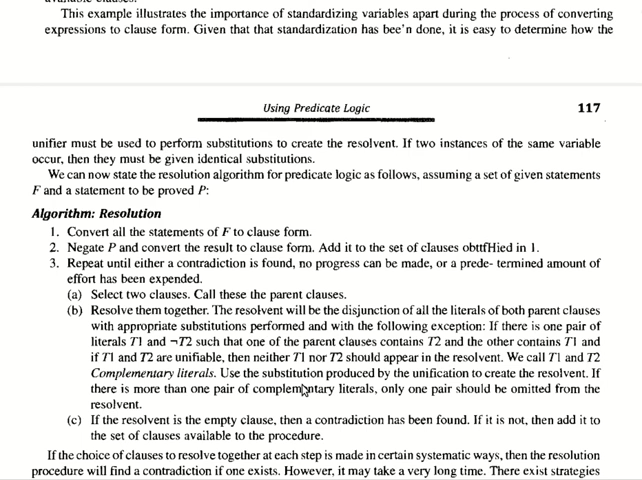 This example illustrates the importance of standardizing variables apart during the process of converting
expressions to clause form. Given that that standardization has bee'n done, it is easy to determine how the
Using Predicate Logic
117
unifier must be used to perform substitutions to create the resolvent. If two instances of the same variable
occur, then they must be given identical substitutions.
We can now state the resolution algorithm for predicate logic as follows, assuming a set of given statements
F and a statement to be proved P:
Algorithm: Resolution
1. Convert all the statements of F to clause form.
2. Negate P and convert the result to clause form. Add it to the set of clauses obttfHied in 1.
3. Repeat until either a contradiction is found, no progress can be made, or a prede- termined amount of
effort has been expended.
(a) Select two clauses. Call these the parent clauses.
(b) Resolve them together. The resolvent will be the disjunction of all the literals of both parent clauses
with appropriate substitutions performed and with the following exception: If there is one pair of
literals T1 and ¬T2 such that one of the parent clauses contains T2 and the other contains T1 and
if T1 and T2 are unifiable, then neither T1 nor T2 should appear in the resolvent. We call T1 and T2
Complementary literals. Use the substitution produced by the unification to create the resolvent. If
there is more than one pair of complementary literals, only one pair should be omitted from the
resolvent.
(c) If the resolvent is the empty clause, then a contradiction has been found. If it is not, then add it to
the set of clauses available to the procedure.
If the choice of clauses to resolve together at each step is made in certain systematic ways, then the resolution
procedure will find a contradiction if one exists. However, it may take a very long time. There exist strategies